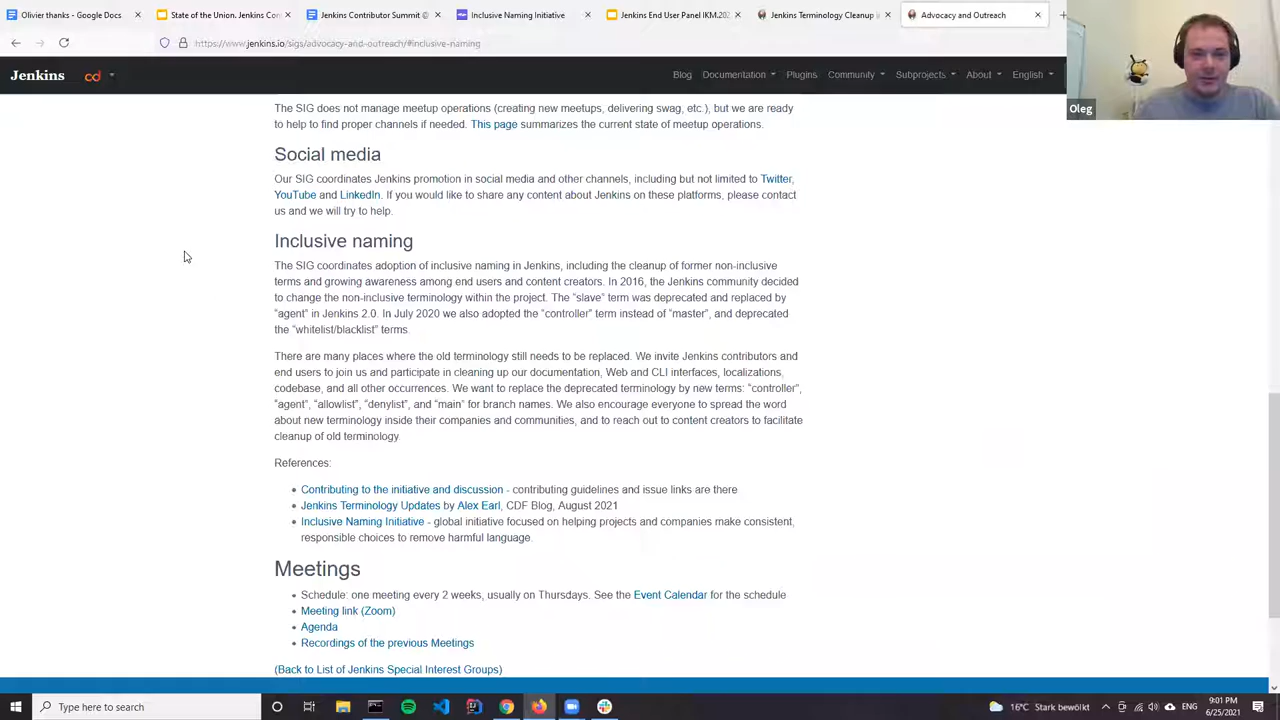 Olivier thanks - Google Docs
State of the Union. Jenkins Con
Jenkins Contributor Summit @
Inclusive Naming Initiative
Jenkins End User Panel IKM.202
Jenkins Terminology Cleanup i
Advocacy and Outreach
https://www.jenkins.io/sigs/advocacy-and-outreach/#inclusive-naming
Jenkins
cd
Blog
Documentation
Plugins
Community
Subprojects
About
English
Oleg
The SIG does not manage meetup operations (creating new meetups, delivering swag, etc.), but we are ready
to help to find proper channels if needed. This page summarizes the current state of meetup operations.
Social media
Our SIG coordinates Jenkins promotion in social media and other channels, including but not limited to Twitter,
YouTube and LinkedIn. If you would like to share any content about Jenkins on these platforms, please contact
us and we will try to help.
Inclusive naming
The SIG coordinates adoption of inclusive naming in Jenkins, including the cleanup of former non-inclusive
terms and growing awareness among end users and content creators. In 2016, the Jenkins community decided
to change the non-inclusive terminology within the project. The “slave” term was deprecated and replaced by
“agent” in Jenkins 2.0. In July 2020 we also adopted the “controller” term instead of “master”, and deprecated
the “whitelist/blacklist” terms.
There are many places where the old terminology still needs to be replaced. We invite Jenkins contributors and
end users to join us and participate in cleaning up our documentation, Web and CLI interfaces, localizations,
codebase, and all other occurrences. We want to replace the deprecated terminology by new terms: “controller”,
“agent”, “allowlist”, “denylist”, and “main” for branch names. We also encourage everyone to spread the word
about new terminology inside their companies and communities, and to reach out to content creators to facilitate
cleanup of old terminology.
References:
Contributing to the initiative and discussion - contributing guidelines and issue links are there
Jenkins Terminology Updates by Alex Earl, CDF Blog, August 2021
Inclusive Naming Initiative - global initiative focused on helping projects and companies make consistent,
responsible choices to remove harmful language.
Meetings
Schedule: one meeting every 2 weeks, usually on Thursdays. See the Event Calendar for the schedule
Meeting link (Zoom)
Agenda
Recordings of the previous Meetings
(Back to List of Jenkins Special Interest Groups)
Type here to search
16°C Stark bewölkt
ENG
9:01 PM
6/25/2021